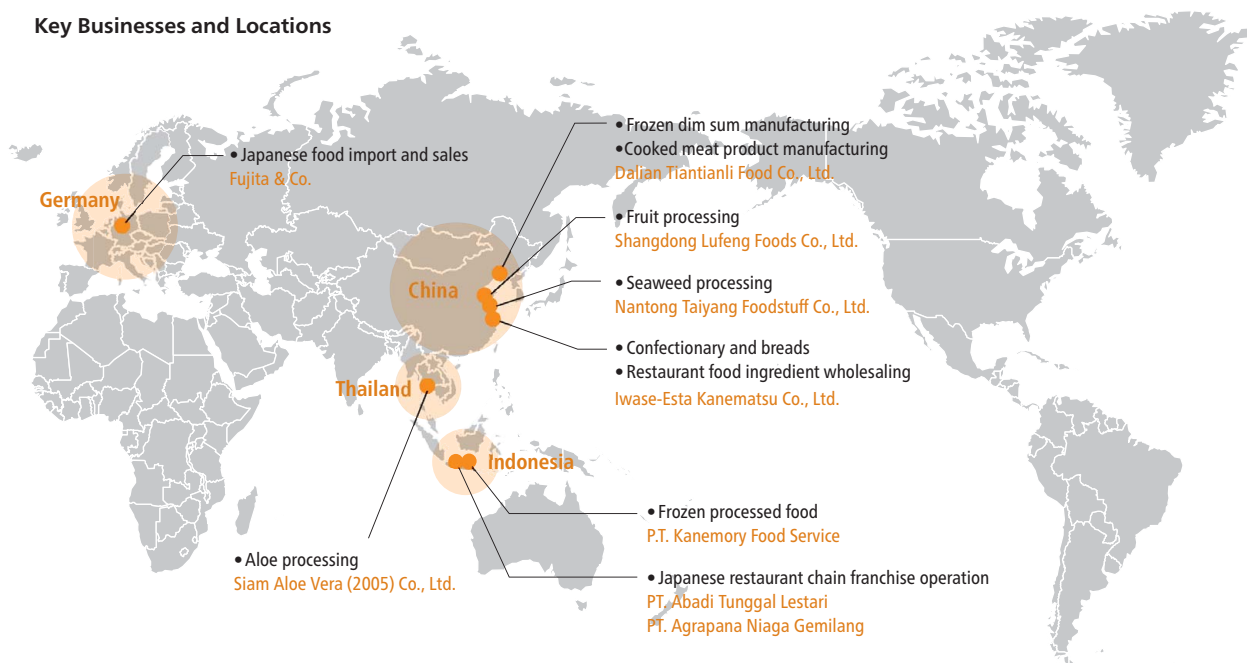 Key Businesses and Locations
• Frozen dim sum manufacturing
• Cooked meat product manufacturing
Dalian Tiantianli Food Co., Ltd.
• Japanese food import and sales
Fujita & Co.
Germany
• Fruit processing
Shangdong Lufeng Foods Co., Ltd.
China
• Seaweed processing
Nantong Taiyang Foodstuff Co., Ltd.
• Confectionary and breads
• Restaurant food ingredient wholesaling
Iwase-Esta Kanematsu Co., Ltd.
Thailand
Indonesia
• Frozen processed food
P.T. Kanemory Food Service
• Aloe processing
Siam Aloe Vera (2005) Co., Ltd.
• Japanese restaurant chain franchise operation
PT. Abadi Tunggal Lestari
PT. Agrapana Niaga Gemilang